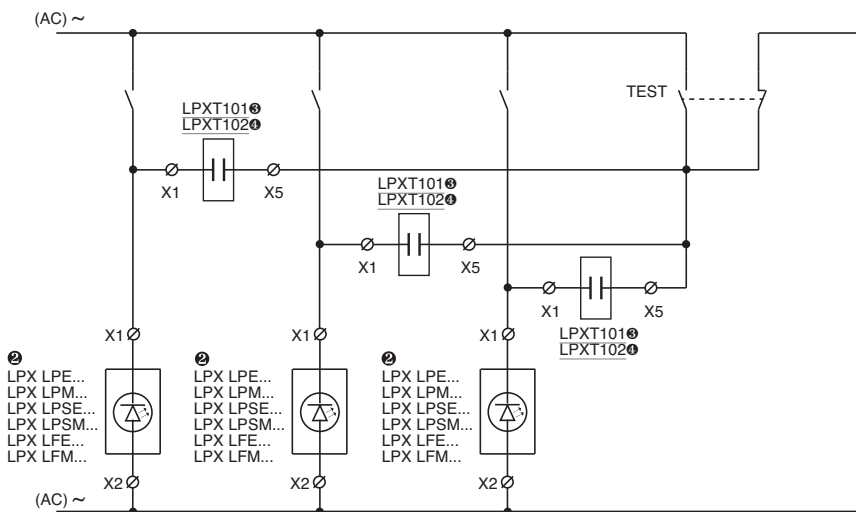 (AC) ~
TEST
LPXT101❸
LPXT102❹
X1 X5
LPXT101❸
LPXT102❹
X1 X5
X1 X5
LPXT101❸
LPXT102❹
X1 X1 X1
❷ ❷ ❷
LPX LPE... LPX LPE... LPX LPE...
LPX LPM... LPX LPM... LPX LPM...
LPX LPSE... LPX LPSE... LPX LPSE...
LPX LPSM... LPX LPSM... LPX LPSM...
LPX LFE... LPX LFE... LPX LFE...
LPX LFM... LPX LFM... LPX LFM...
X2 X2 X2
(AC) ~